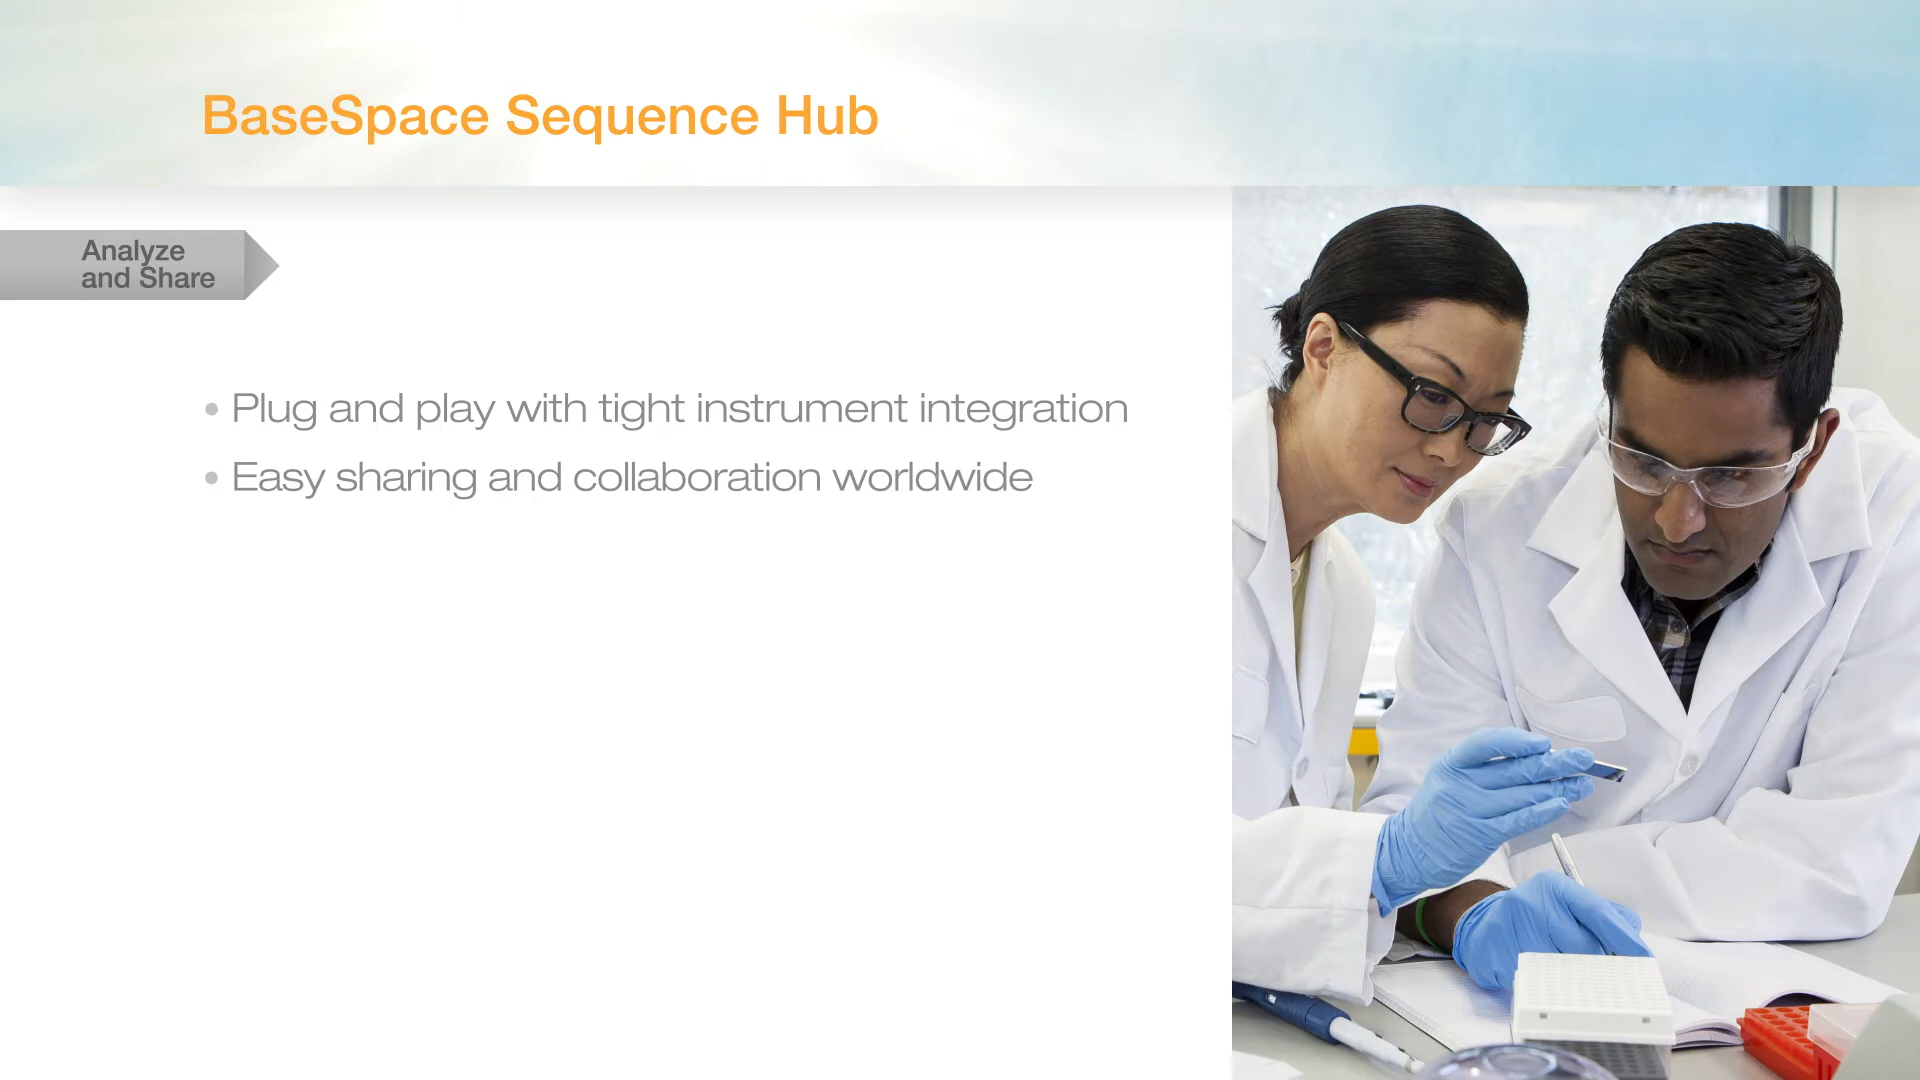 BaseSpace Sequence Hub
Analyze
and Share
• Plug and play with tight instrument integration
• Easy sharing and collaboration worldwide